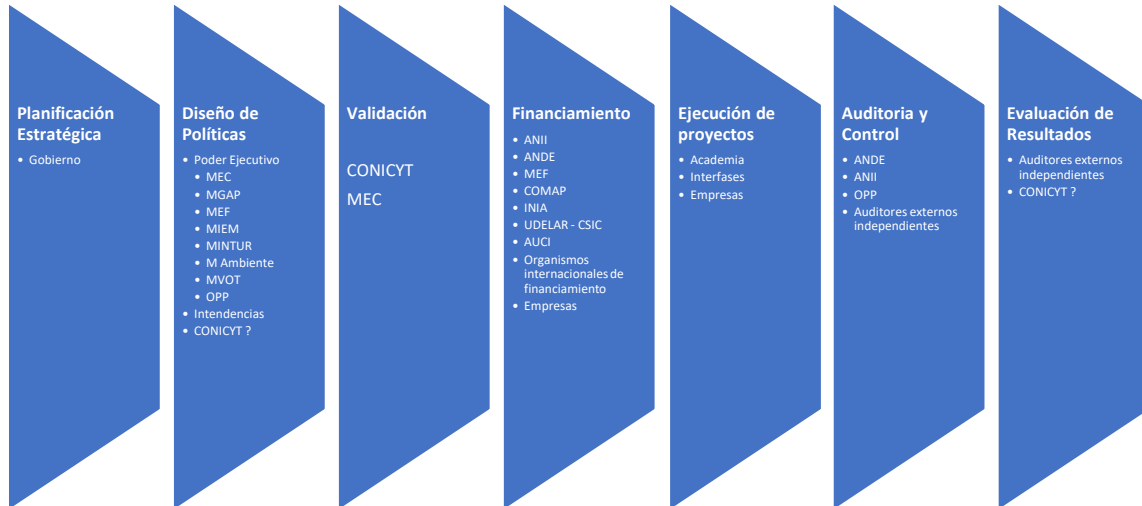 Planificación
Estratégica
• Gobierno
Diseño de
Políticas
• Poder Ejecutivo
• MEC
• MGAP
• MEF
• MIEM
• MINTUR
• M Ambiente
• MVOT
• OPP
• Intendencias
• CONICYT ?
Validación
CONICYT
MEC
Financiamiento
• ANII
• ANDE
• MEF
• COMAP
• INIA
• UDELAR - CSIC
• AUCI
• Organismos
internacionales de
financiamiento
• Empresas
Ejecución de
proyectos
• Academia
• Interfases
• Empresas
Auditoria y
Control
• ANDE
• ANII
• OPP
• Auditores externos
independientes
Evaluación de
Resultados
• Auditores externos
independientes
• CONICYT ?